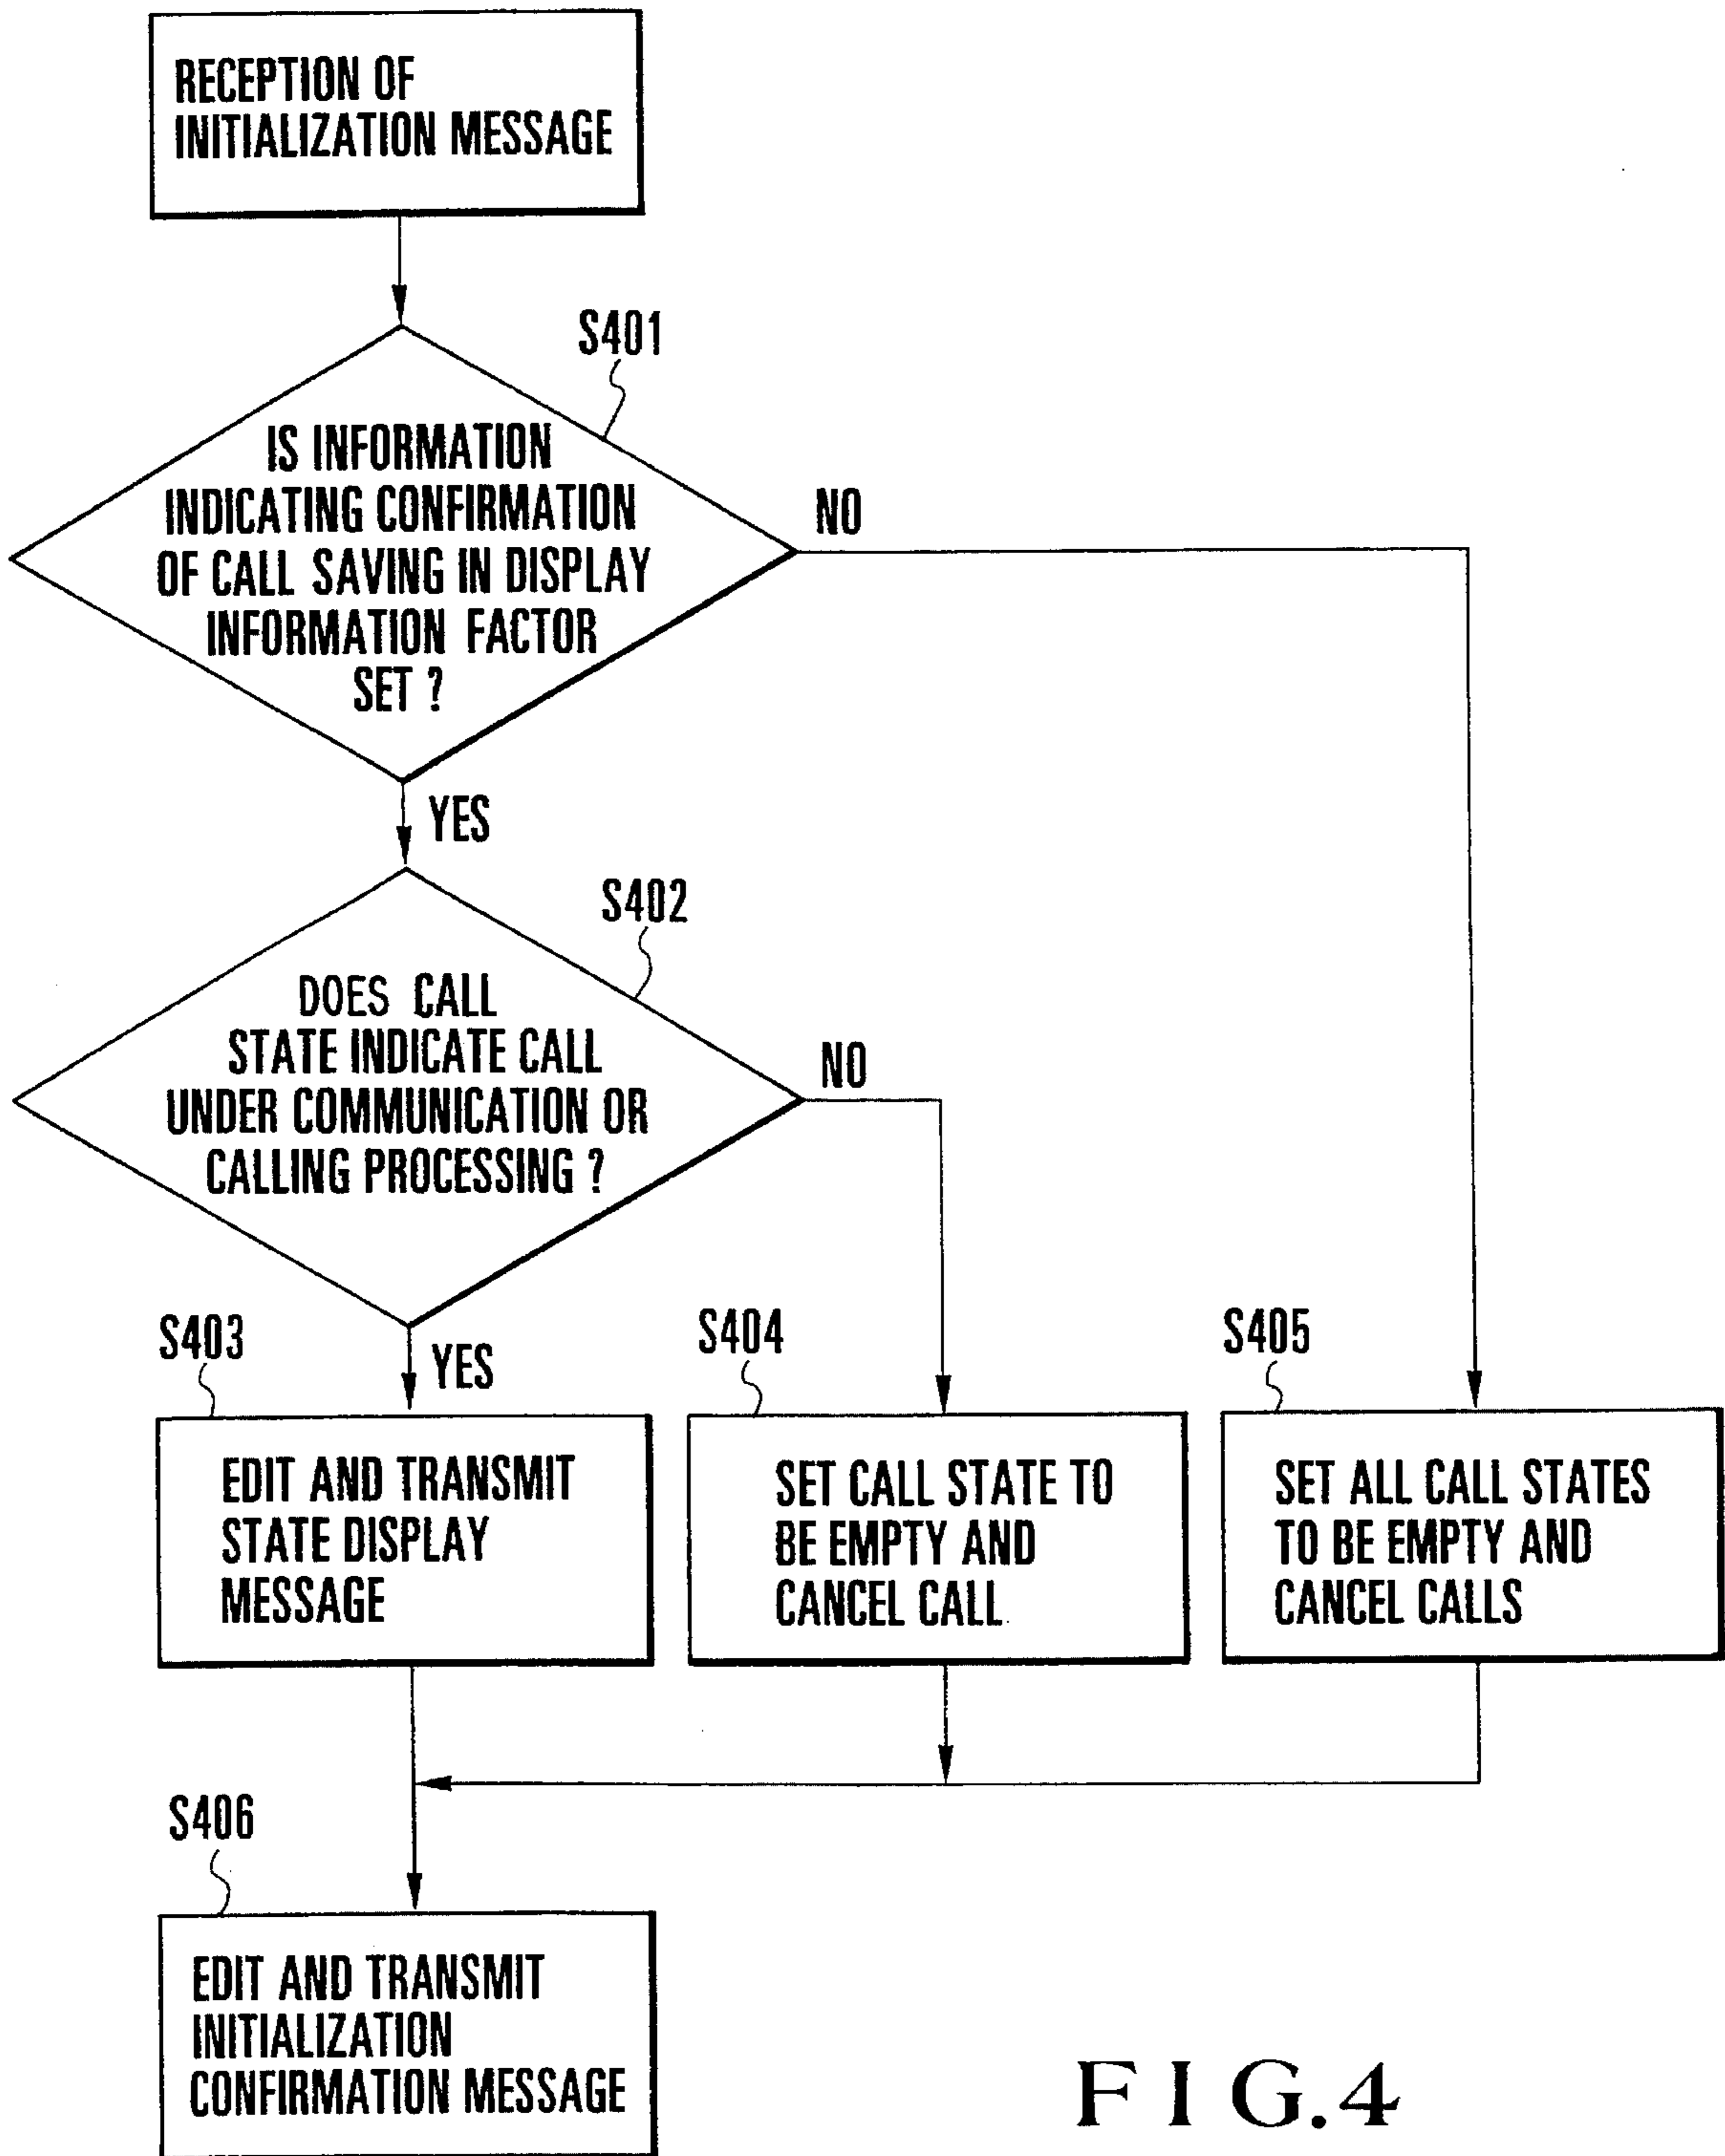 RECEPTION OF
INITIALIZATION MESSAGE
S401
IS INFORMATION
INDICATING CONFIRMATION
OF CALL SAVING IN DISPLAY
INFORMATION FACTOR
SET ?
NO
YES
S402
DOES CALL
STATE INDICATE CALL
UNDER COMMUNICATION OR
CALLING PROCESSING ?
NO
YES
S403
EDIT AND TRANSMIT
STATE DISPLAY
MESSAGE
S404
SET CALL STATE TO
BE EMPTY AND
CANCEL CALL
S405
SET ALL CALL STATES
TO BE EMPTY AND
CANCEL CALLS
S406
EDIT AND TRANSMIT
INITIALIZATION
CONFIRMATION MESSAGE
FIG.4